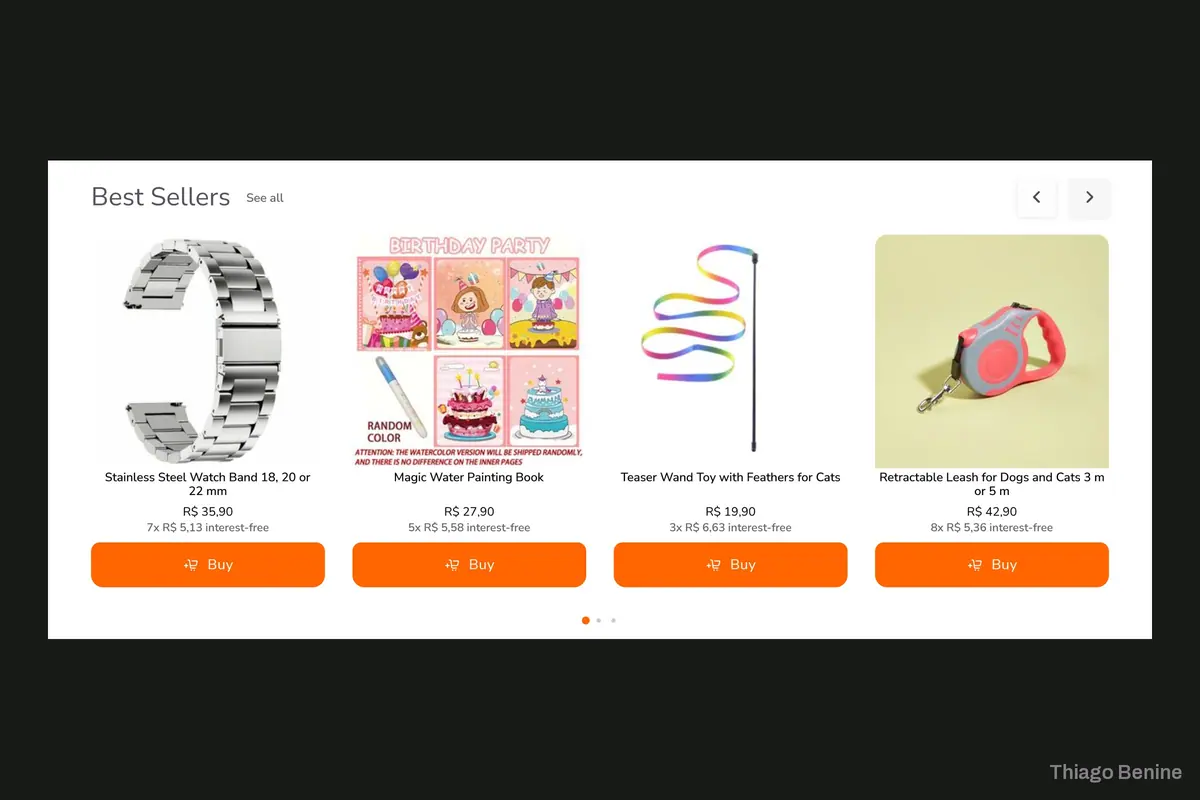 Best Sellers See all
BIRTHDAY PARTY
RANDOM
COLOR
ATTENTION: THE WATERCOLOR VERSION WILL BE SHIPPED RANDOMLY,
AND THERE IS NO DIFFERENCE ON THE INNER PAGES
Stainless Steel Watch Band 18, 20 or
22 mm
R$ 35,90
7x R$ 5,13 interest-free
Buy
Magic Water Painting Book
R$ 27,90
5x R$ 5,58 interest-free
Buy
Teaser Wand Toy with Feathers for Cats
R$ 19,90
3x R$ 6,63 interest-free
Buy
Retractable Leash for Dogs and Cats 3 m
or 5 m
R$ 42,90
8x R$ 5,36 interest-free
Buy
Thiago Benine